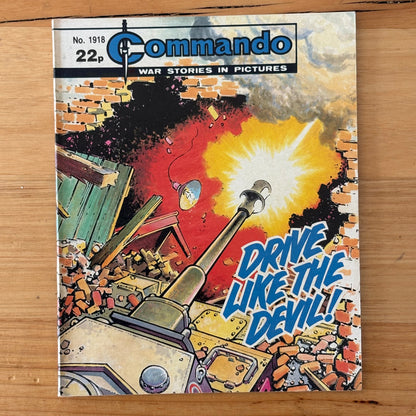 No. 1918
22p
Commando
WAR STORIES IN PICTURES
DRIVE
LIKE THE
DEVIL!